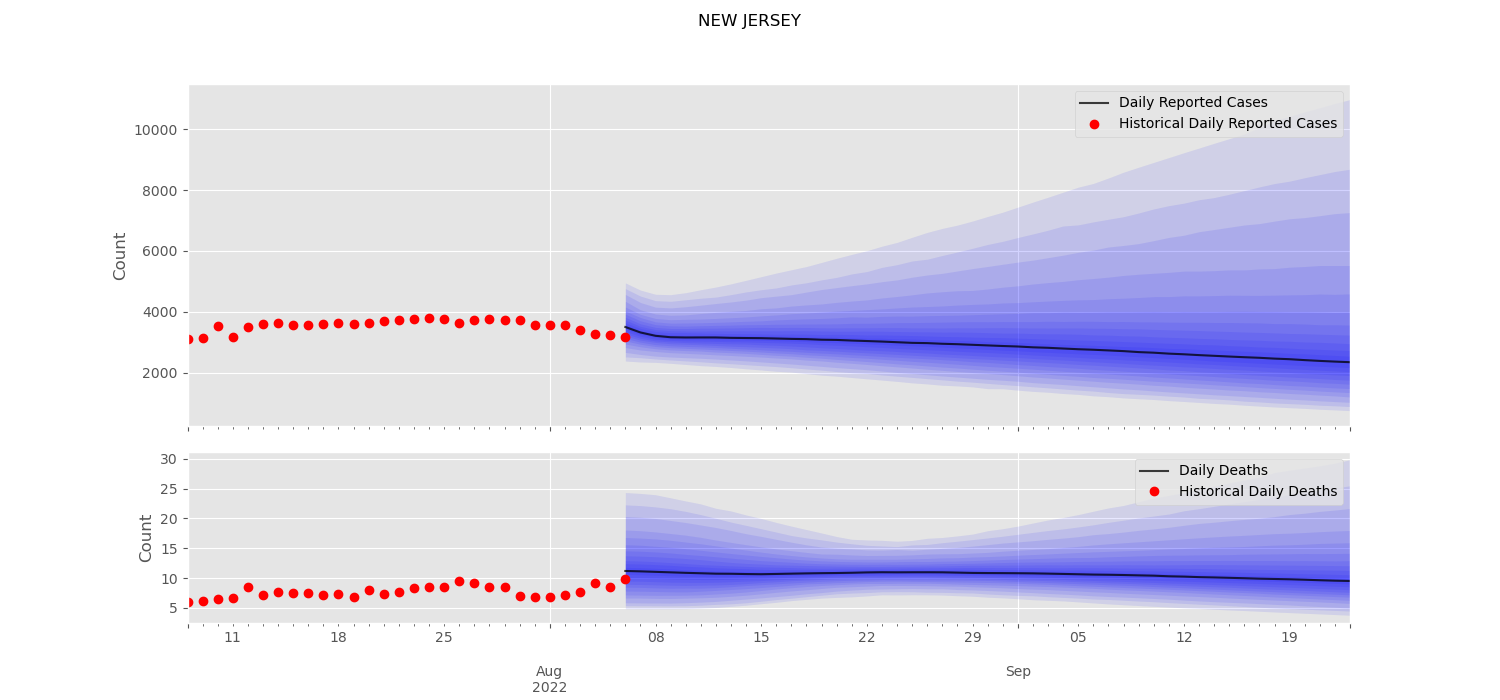 NEW JERSEY
Daily Reported Cases
Historical Daily Reported Cases
10000
8000
6000
4000
2000
Count
Daily Deaths
Historical Daily Deaths
30
25
20
15
10
5
Count
11 18 25 08 15 22 29 05 12 19
Aug Sep
2022